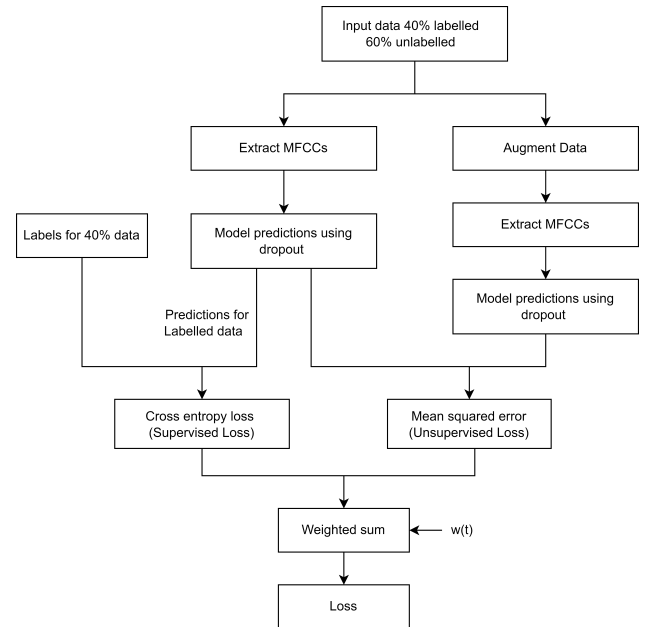 Input data 40% labelled
60% unlabelled
Extract MFCCs
Augment Data
Labels for 40% data
Model predictions using
dropout
Extract MFCCs
Predictions for
Labelled data
Model predictions using
dropout
Cross entropy loss
(Supervised Loss)
Mean squared error
(Unsupervised Loss)
Weighted sum
w(t)
Loss